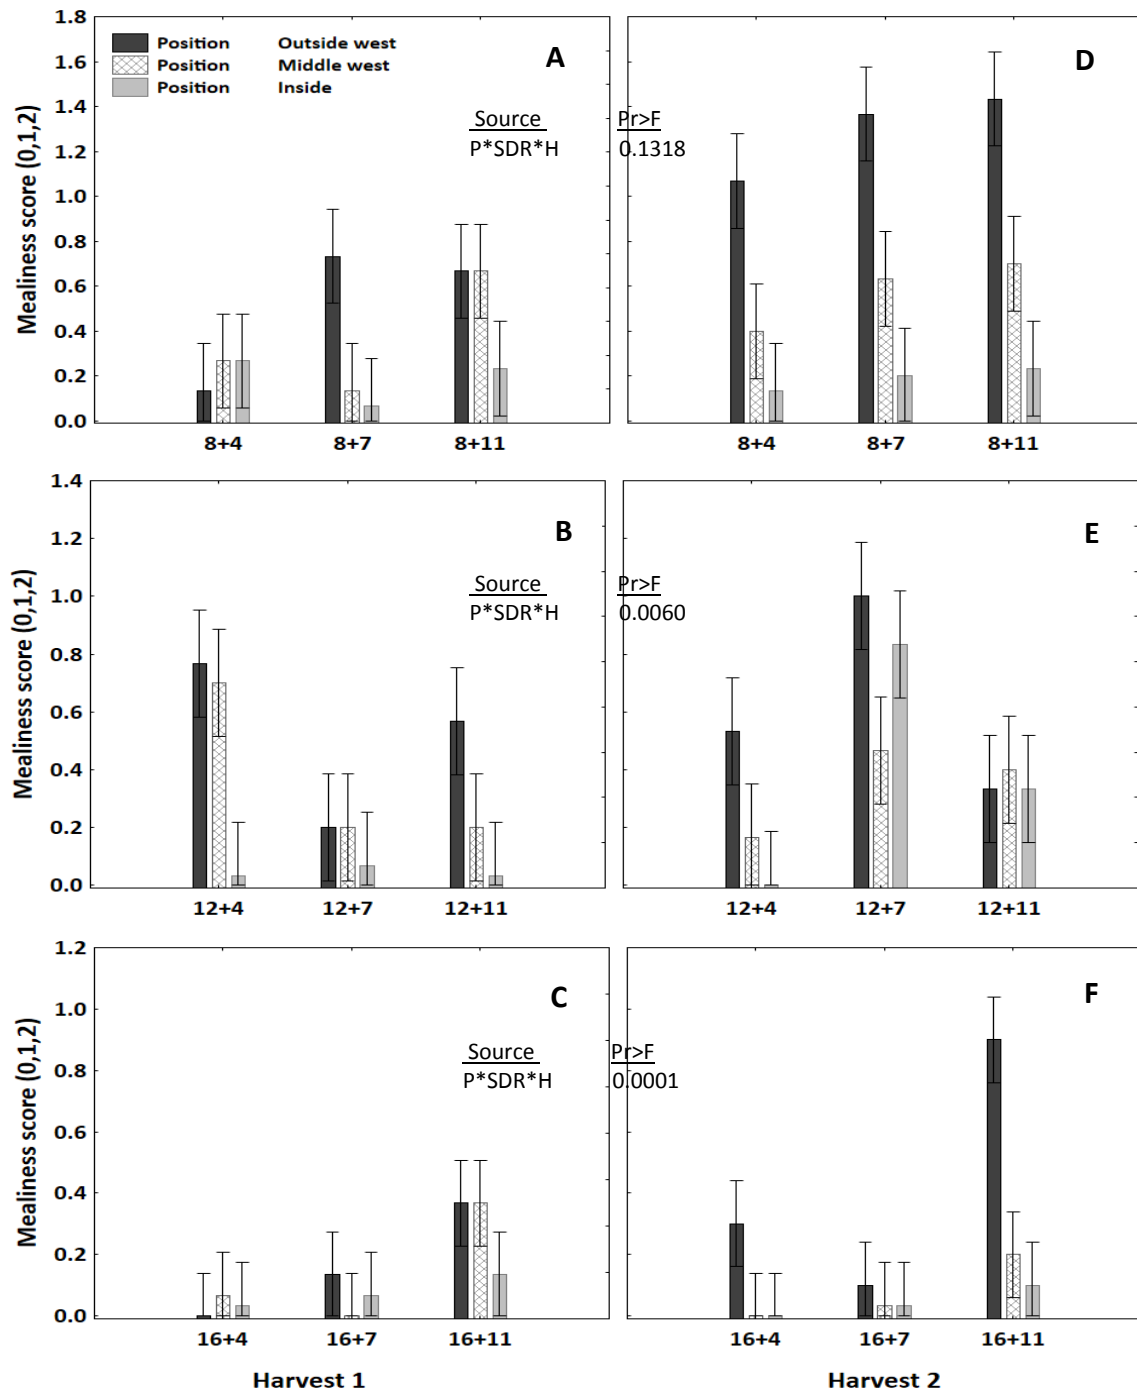 1.8
1.6
1.4
1.2
1.0
0.8
0.6
0.4
0.2
0.0
Mealiness score (0,1,2)
Position Outside west
Position Middle west
Position Inside
A
D
Source Pr>F
P*SDR*H 0.1318
8+4 8+7 8+11
8+4 8+7 8+11
1.4
1.2
1.0
0.8
0.6
0.4
0.2
0.0
Mealiness score (0,1,2)
B
E
Source Pr>F
P*SDR*H 0.0060
12+4 12+7 12+11
12+4 12+7 12+11
1.2
1.0
0.8
0.6
0.4
0.2
0.0
Mealiness score (0,1,2)
C
F
Source Pr>F
P*SDR*H 0.0001
16+4 16+7 16+11
16+4 16+7 16+11
Harvest 1 Harvest 2